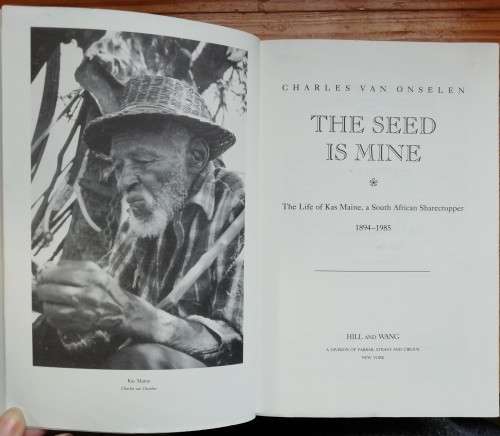 Kas Maine
Charles van Onselen
CHARLES VAN ONSELEN
THE SEED
IS MINE
The Life of Kas Maine, a South African Sharecropper
1894–1985
HILL AND WANG
A DIVISION OF FARRAR, STRAUS AND GIROUX
NEW YORK